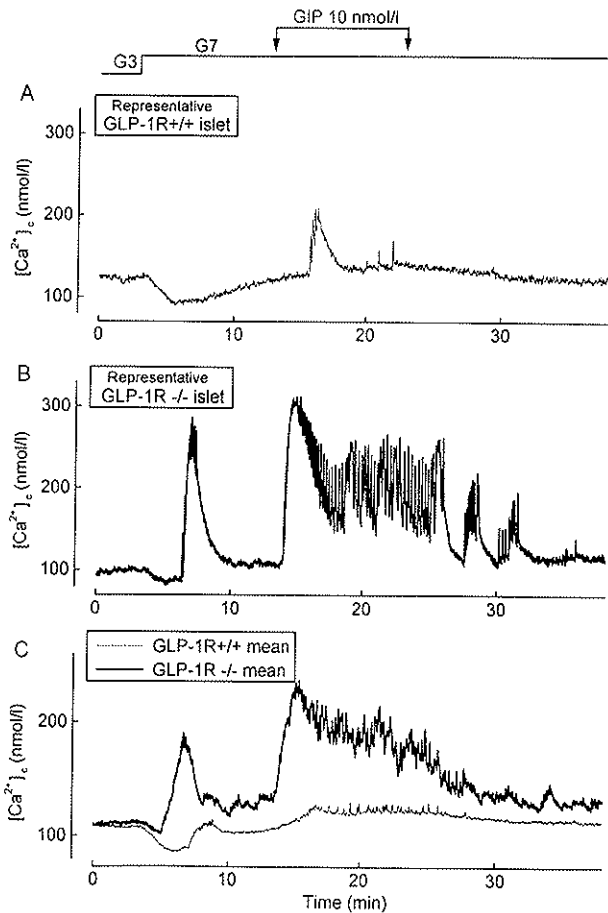 GIP 10 nmol/l
G3
G7
A
Representative
GLP-1R+/+ islet
300
200
100
[Ca²⁺]c (nmol/l)
0
10
20
30
B
Representative
GLP-1R -/- islet
300
200
100
[Ca²⁺]c (nmol/l)
0
10
20
30
C
GLP-1R+/+ mean
GLP-1R -/- mean
200
100
[Ca²⁺]c (nmol/l)
0
10
20
30
Time (min)